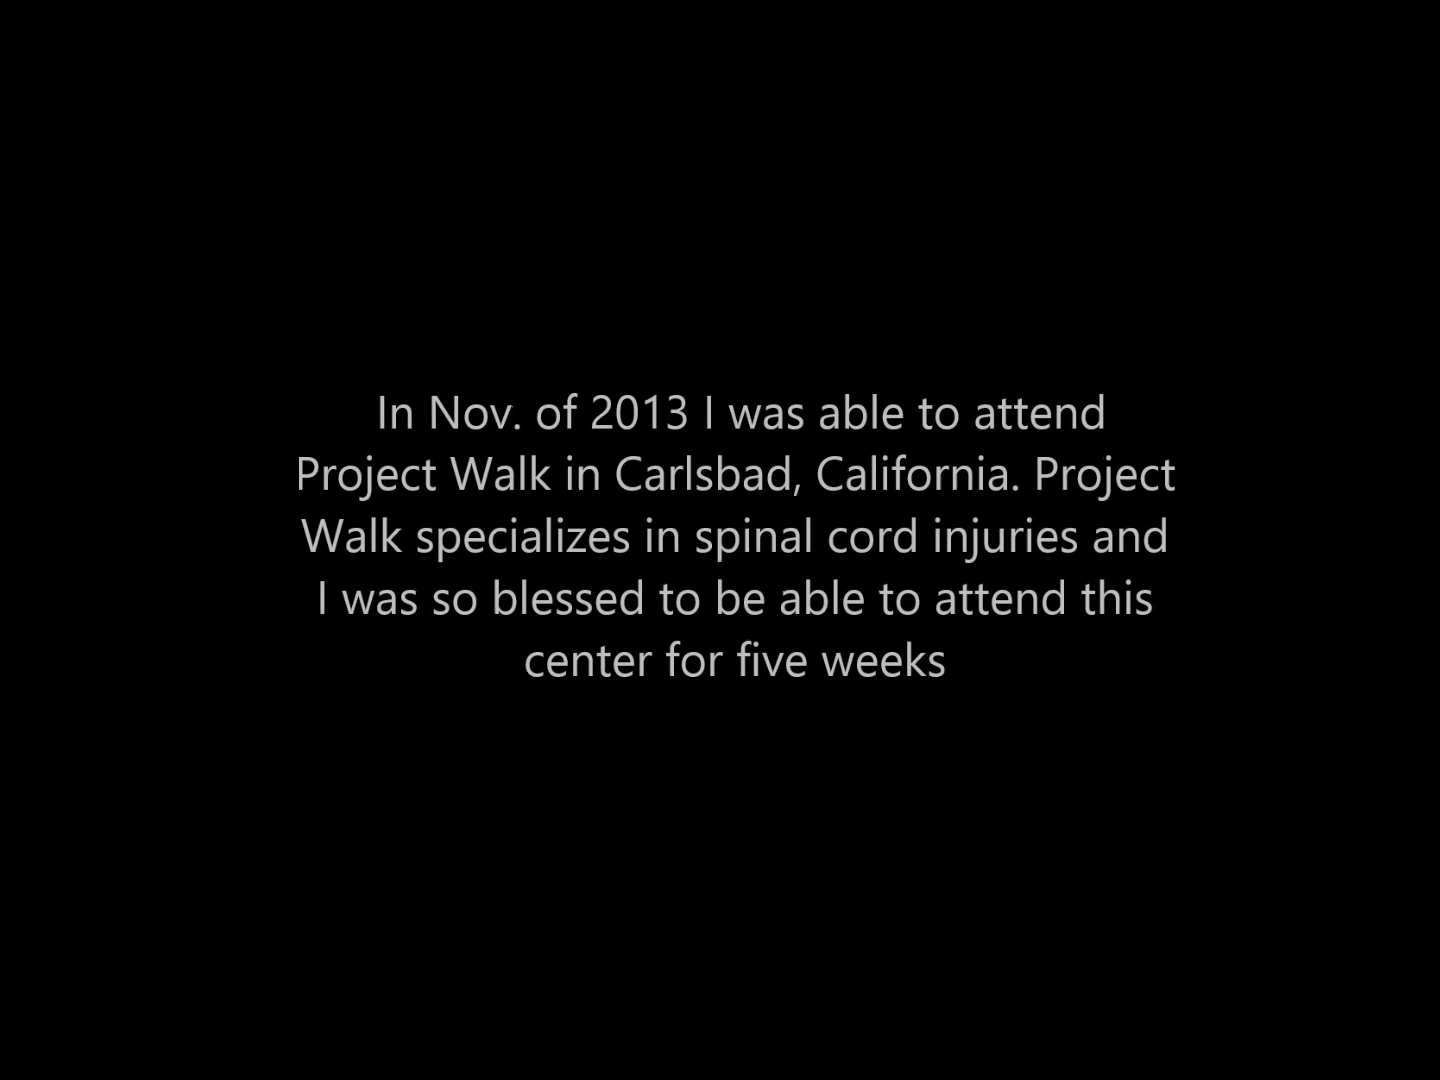 In Nov. of 2013 I was able to attend
Project Walk in Carlsbad, California. Project
Walk specializes in spinal cord injuries and
I was so blessed to be able to attend this
center for five weeks